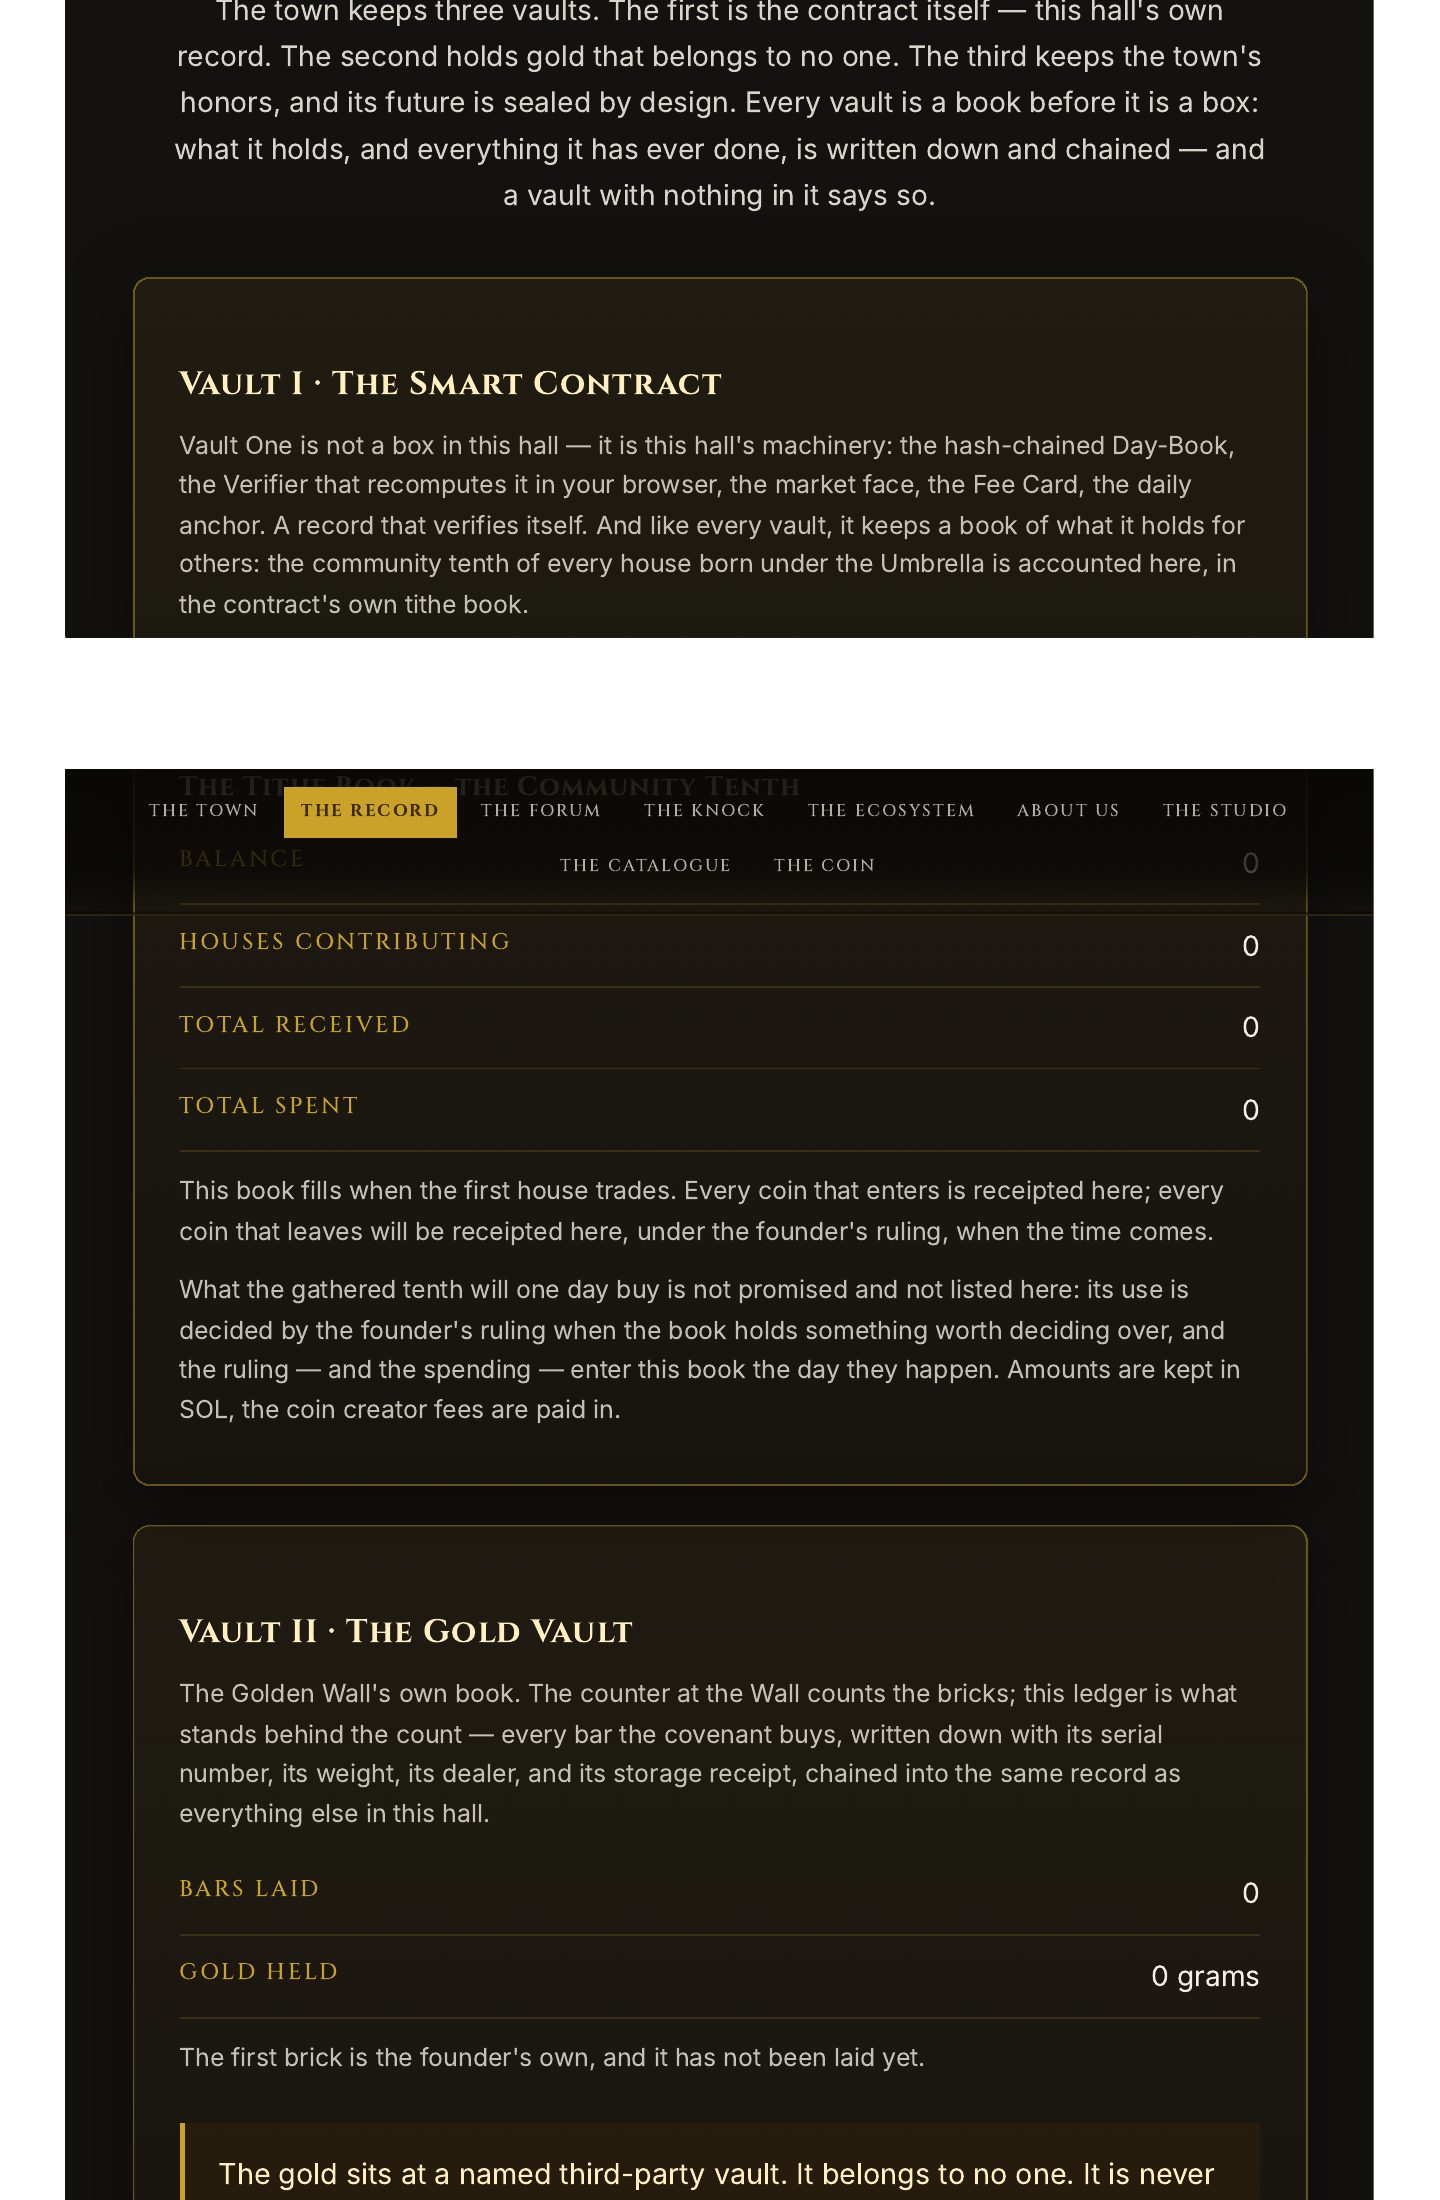 The town keeps three vaults. The first is the contract itself — this hall's own
record. The second holds gold that belongs to no one. The third keeps the town's
honors, and its future is sealed by design. Every vault is a book before it is a box:
what it holds, and everything it has ever done, is written down and chained — and
a vault with nothing in it says so.
VAULT I · THE SMART CONTRACT
Vault One is not a box in this hall — it is this hall's machinery: the hash-chained Day-Book,
the Verifier that recomputes it in your browser, the market face, the Fee Card, the daily
anchor. A record that verifies itself. And like every vault, it keeps a book of what it holds for
others: the community tenth of every house born under the Umbrella is accounted here, in
the contract's own tithe book.
THE TITHE BOOK THE COMMUNITY TENTH
THE TOWN THE RECORD THE FORUM THE KNOCK THE ECOSYSTEM ABOUT US THE STUDIO
THE CATALOGUE THE COIN
BALANCE 0
HOUSES CONTRIBUTING 0
TOTAL RECEIVED 0
TOTAL SPENT 0
This book fills when the first house trades. Every coin that enters is receipted here; every
coin that leaves will be receipted here, under the founder's ruling, when the time comes.
What the gathered tenth will one day buy is not promised and not listed here: its use is
decided by the founder's ruling when the book holds something worth deciding over, and
the ruling — and the spending — enter this book the day they happen. Amounts are kept in
SOL, the coin creator fees are paid in.
VAULT II · THE GOLD VAULT
The Golden Wall's own book. The counter at the Wall counts the bricks; this ledger is what
stands behind the count — every bar the covenant buys, written down with its serial
number, its weight, its dealer, and its storage receipt, chained into the same record as
everything else in this hall.
BARS LAID 0
GOLD HELD 0 grams
The first brick is the founder's own, and it has not been laid yet.
The gold sits at a named third-party vault. It belongs to no one. It is never